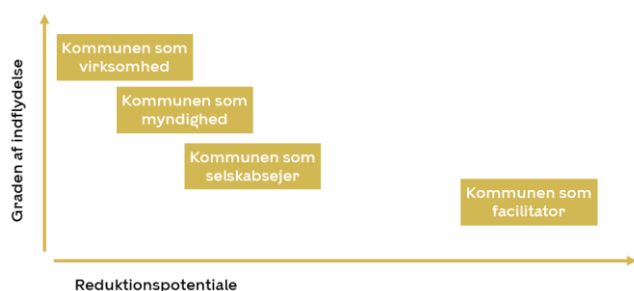 Graden af indflydelse
Kommunen som
virksomhed
Kommunen som
myndighed
Kommunen som
selskabsejer
Kommunen som
facilitator
Reduktionspotentiale